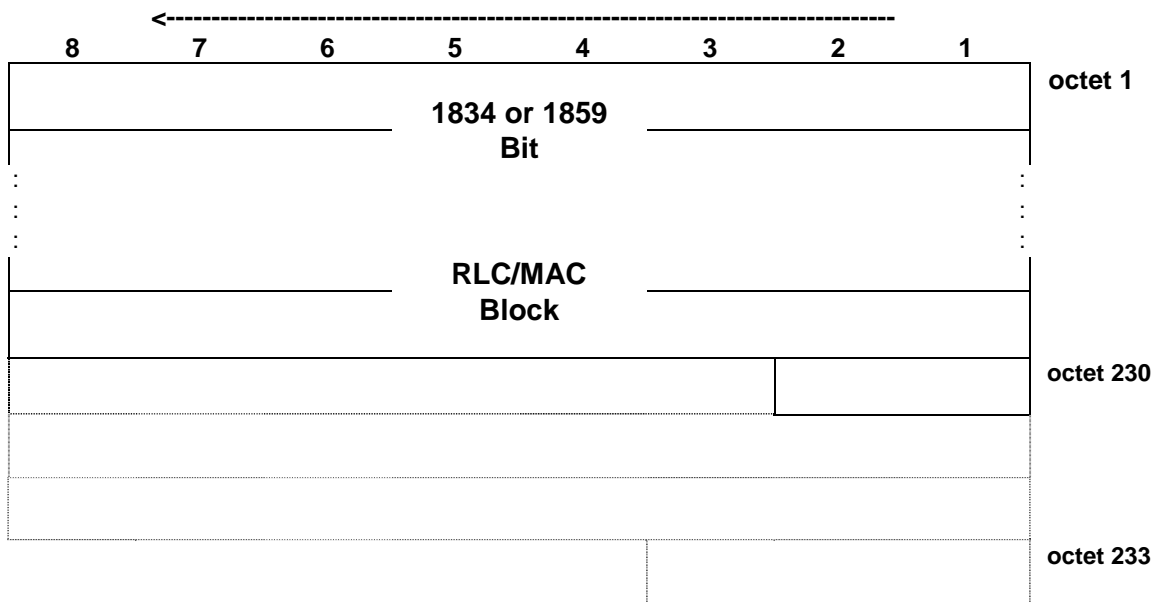 <--------------------------------------------------------------------------------
8 7 6 5 4 3 2 1
octet 1
1834 or 1859
Bit
: :
: :
: :
RLC/MAC
Block
octet 230
octet 233